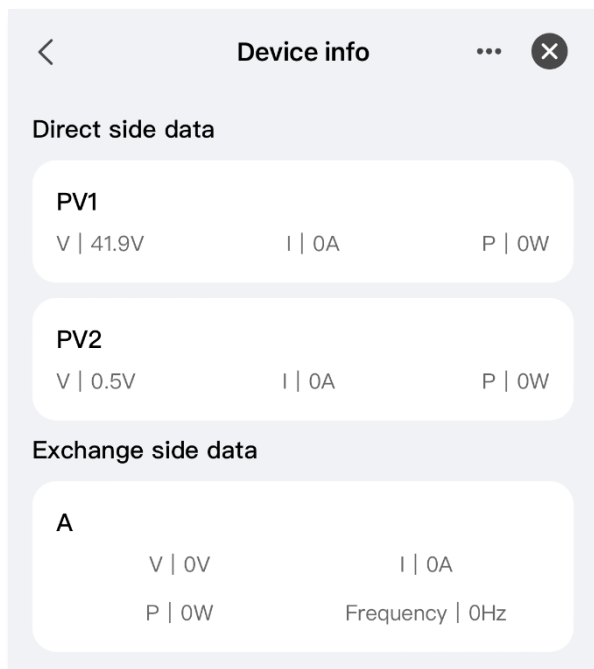 Device info
Direct side data
PV1
V | 41.9V I | 0A P | 0W
PV2
V | 0.5V I | 0A P | 0W
Exchange side data
A
V | 0V I | 0A
P | 0W Frequency | 0Hz